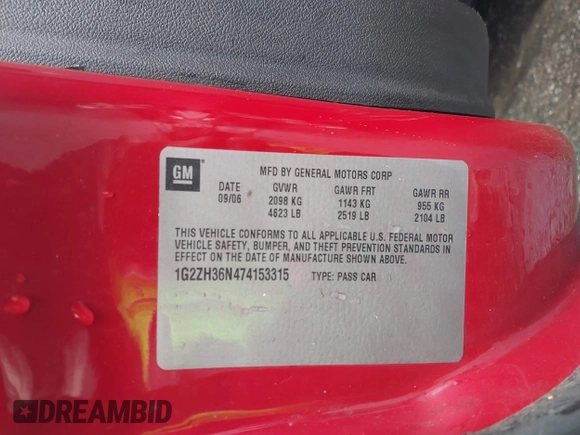 GM
MFD BY GENERAL MOTORS CORP
DATE GVWR GAWR FRT GAWR RR
09/06 2098 KG 1143 KG 955 KG
4623 LB 2519 LB 2104 LB
THIS VEHICLE CONFORMS TO ALL APPLICABLE U.S. FEDERAL MOTOR
VEHICLE SAFETY, BUMPER, AND THEFT PREVENTION STANDARDS IN
EFFECT ON THE DATE OF MANUFACTURE SHOWN ABOVE.
1G2ZH36N474153315 TYPE: PASS CAR
DREAMBID